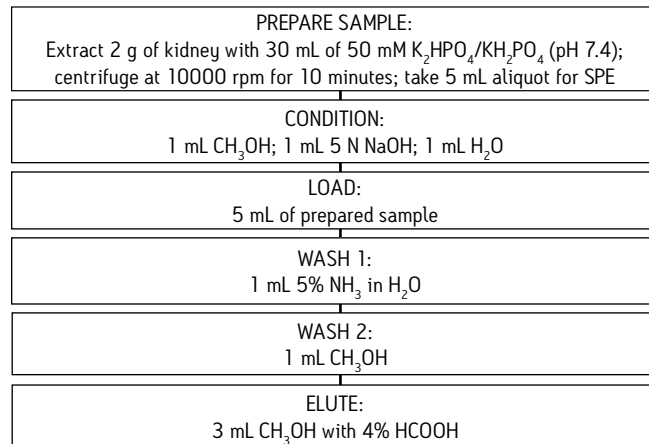 PREPARE SAMPLE:
Extract 2 g of kidney with 30 mL of 50 mM K₂HPO₄/KH₂PO₄ (pH 7.4);
centrifuge at 10000 rpm for 10 minutes; take 5 mL aliquot for SPE
CONDITION:
1 mL CH₃OH; 1 mL 5 N NaOH; 1 mL H₂O
LOAD:
5 mL of prepared sample
WASH 1:
1 mL 5% NH₃ in H₂O
WASH 2:
1 mL CH₃OH
ELUTE:
3 mL CH₃OH with 4% HCOOH